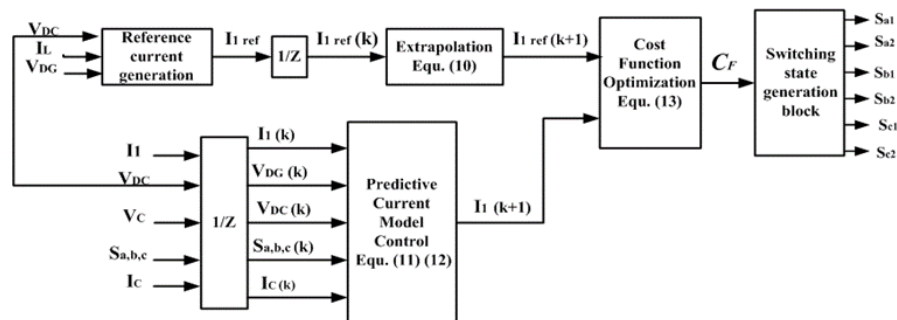 VDC
IL
VDG
Reference
current
generation
I1 ref
1/Z
I1 ref (k)
Extrapolation
Equ. (10)
I1 ref (k+1)
Cost
Function
Optimization
Equ. (13)
CF
Switching
state
generation
block
Sa1
Sa2
Sb1
Sb2
Sc1
Sc2
I1
VDC
VC
Sa,b,c
IC
1/Z
I1 (k)
VDG (k)
VDC (k)
Sa,b,c (k)
IC (k)
Predictive
Current
Model
Control
Equ. (11) (12)
I1 (k+1)